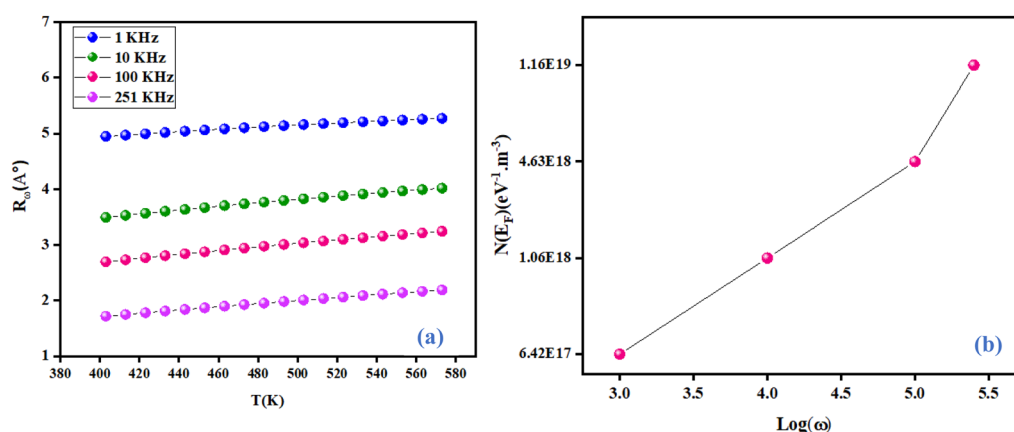 7
6
5
4
3
2
1
R_ω(A°)
1 KHz
10 KHz
100 KHz
251 KHz
(a)
380 400 420 440 460 480 500 520 540 560 580
T(K)
1.16E19
4.63E18
1.06E18
6.42E17
N(E_F)(eV⁻¹.m⁻³)
(b)
3.0 3.5 4.0 4.5 5.0 5.5
Log(ω)